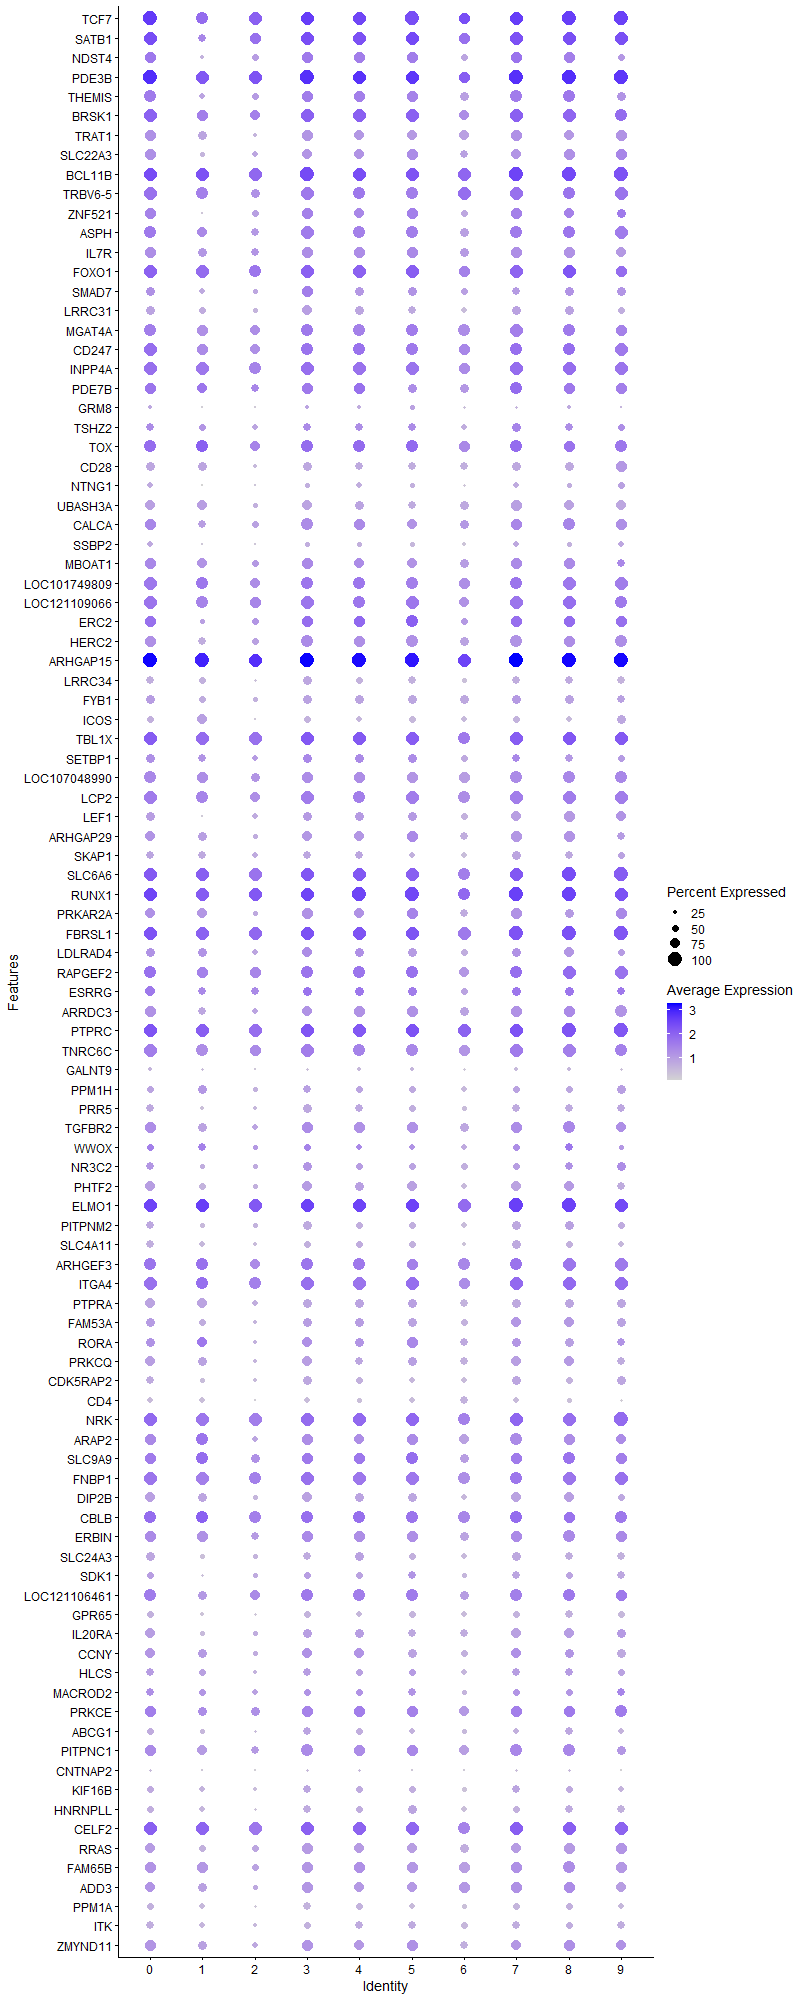 TCF7
SATB1
NDST4
PDE3B
THEMIS
BRSK1
TRAT1
SLC22A3
BCL11B
TRBV6-5
ZNF521
ASPH
IL7R
FOXO1
SMAD7
LRRC31
MGAT4A
CD247
INPP4A
PDE7B
GRM8
TSHZ2
TOX
CD28
NTNG1
UBASH3A
CALCA
SSBP2
MBOAT1
LOC101749809
LOC121109066
ERC2
HERC2
ARHGAP15
LRRC34
FYB1
ICOS
TBL1X
SETBP1
LOC107048990
LCP2
LEF1
ARHGAP29
SKAP1
SLC6A6
RUNX1
PRKAR2A
FBRSL1
LDLRAD4
RAPGEF2
ESRRG
ARRDC3
PTPRC
TNRC6C
GALNT9
PPM1H
PRR5
TGFBR2
WWOX
NR3C2
PHTF2
ELMO1
PITPNM2
SLC4A11
ARHGEF3
ITGA4
PTPRA
FAM53A
RORA
PRKCQ
CDK5RAP2
CD4
NRK
ARAP2
SLC9A9
FNBP1
DIP2B
CBLB
ERBIN
SLC24A3
SDK1
LOC121106461
GPR65
IL20RA
CCNY
HLCS
MACROD2
PRKCE
ABCG1
PITPNC1
CNTNAP2
KIF16B
HNRNPLL
CELF2
RRAS
FAM65B
ADD3
PPM1A
ITK
ZMYND11
Features
0 1 2 3 4 5 6 7 8 9
Identity
Percent Expressed
25
50
75
100
Average Expression
3
2
1